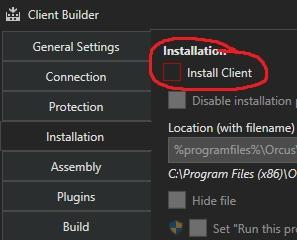 Client Builder
General Settings
Connection
Protection
Installation
Assembly
Plugins
Build
Installation
Install Client
Disable installation
Location (with filename)
%programfiles%\Orcus\
C:\Program Files (x86)\O
Hide file
Set "Run this